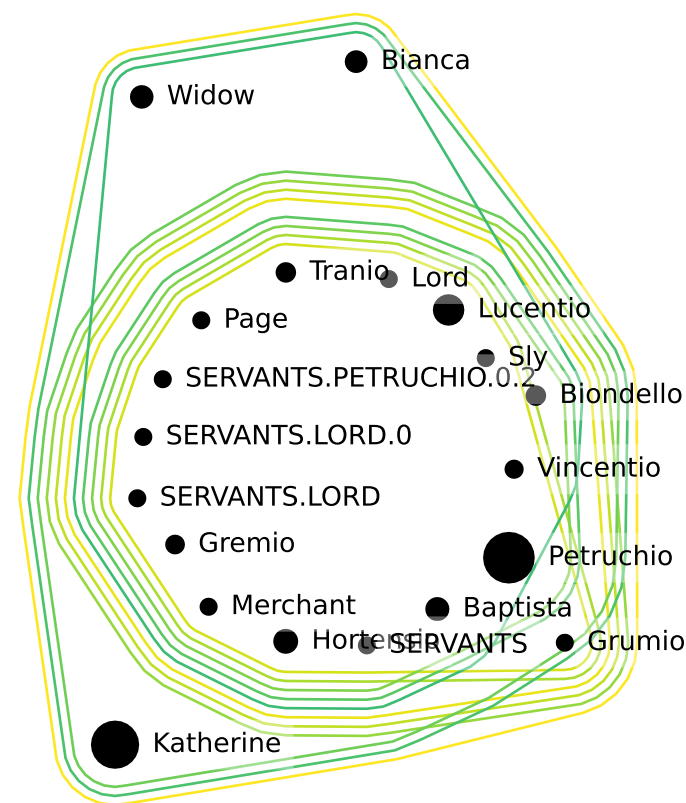 Bianca
Widow
Tranio
Lord
Lucentio
Page
Sly
SERVANTS.PETRUCHIO.0.2
Biondello
SERVANTS.LORD.0
Vincentio
SERVANTS.LORD
Gremio
Petruchio
Merchant
Baptista
Hortensio
SERVANTS
Grumio
Katherine